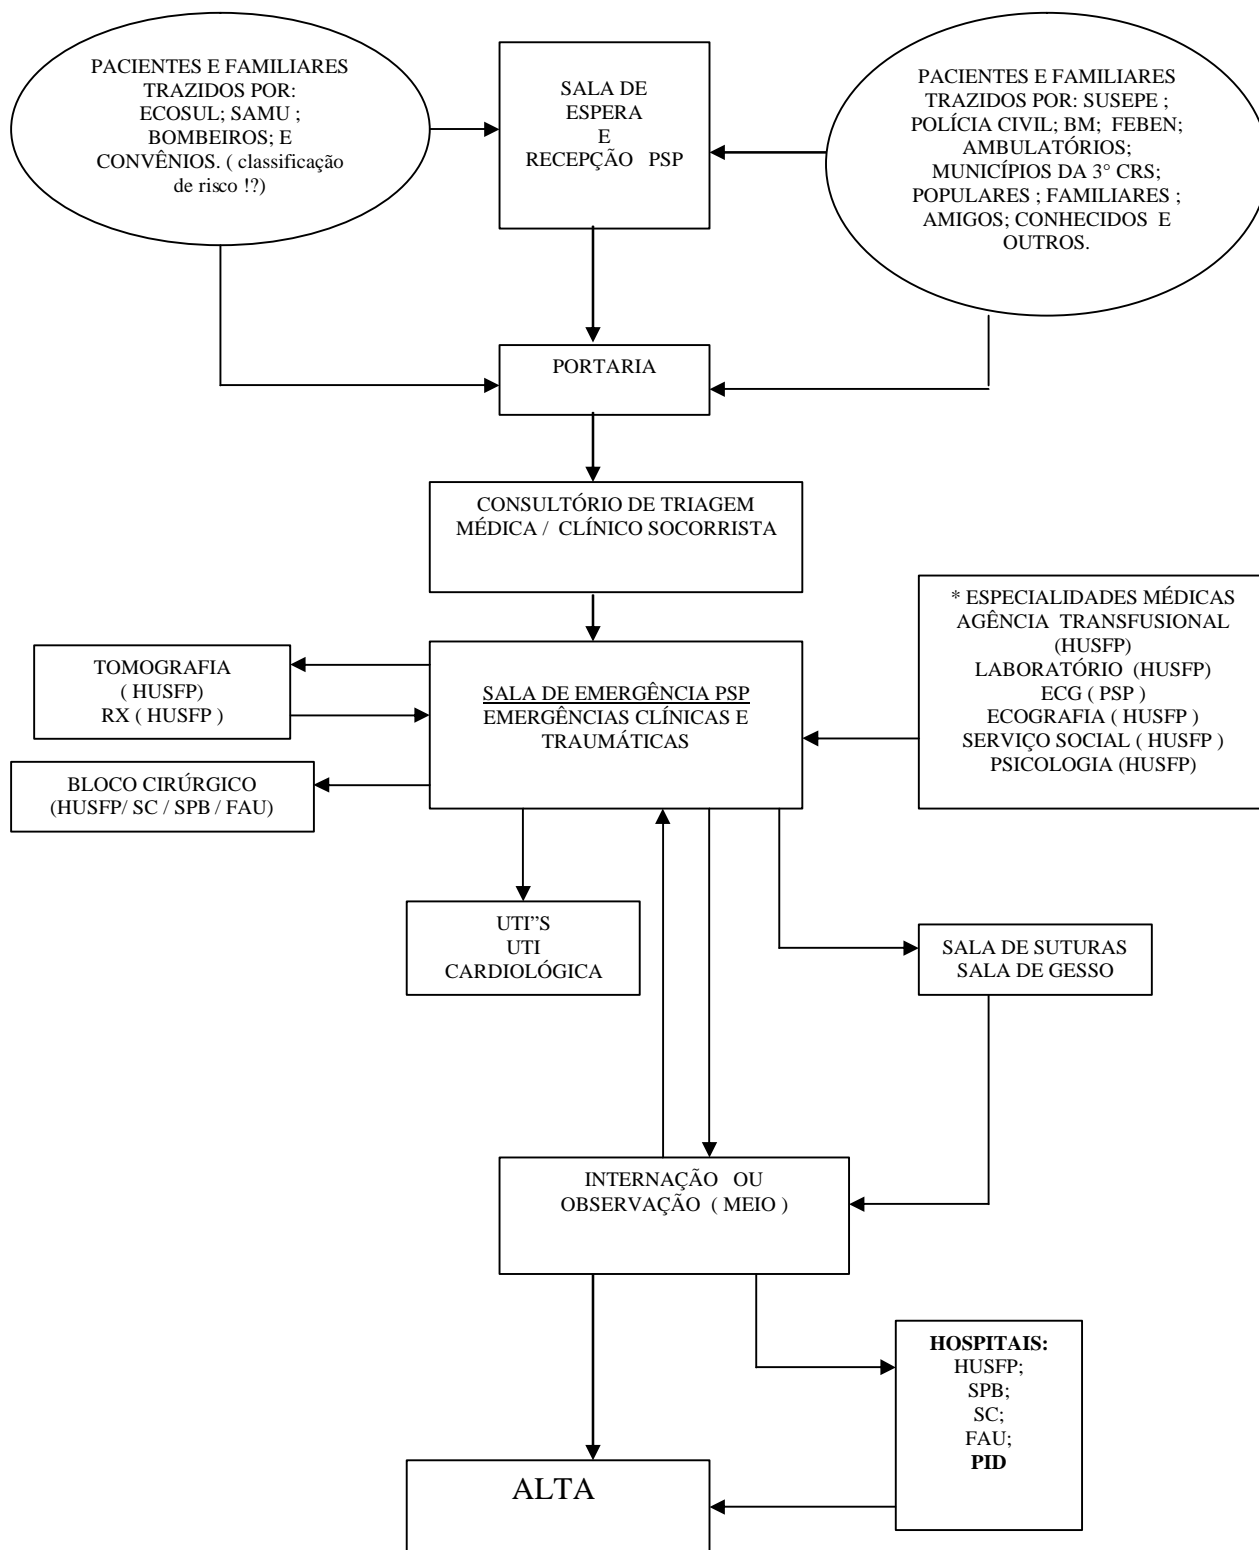 PACIENTES E FAMILIARES
TRAZIDOS POR:
ECOSUL; SAMU ;
BOMBEIROS; E
CONVÊNIOS. ( classificação
de risco !?)
SALA DE
ESPERA
E
RECEPÇÃO PSP
PACIENTES E FAMILIARES
TRAZIDOS POR: SUSEPE ;
POLÍCIA CIVIL; BM; FEBEN;
AMBULATÓRIOS;
MUNICÍPIOS DA 3° CRS;
POPULARES ; FAMILIARES ;
AMIGOS; CONHECIDOS E
OUTROS.
PORTARIA
CONSULTÓRIO DE TRIAGEM
MÉDICA / CLÍNICO SOCORRISTA
* ESPECIALIDADES MÉDICAS
AGÊNCIA TRANSFUSIONAL
(HUSFP)
LABORATÓRIO (HUSFP)
ECG ( PSP )
ECOGRAFIA ( HUSFP )
SERVIÇO SOCIAL ( HUSFP )
PSICOLOGIA (HUSFP)
TOMOGRAFIA
( HUSFP)
RX ( HUSFP )
SALA DE EMERGÊNCIA PSP
EMERGÊNCIAS CLÍNICAS E
TRAUMÁTICAS
BLOCO CIRÚRGICO
(HUSFP/ SC / SPB / FAU)
UTI”S
UTI
CARDIOLÓGICA
SALA DE SUTURAS
SALA DE GESSO
INTERNAÇÃO OU
OBSERVAÇÃO ( MEIO )
HOSPITAIS:
HUSFP;
SPB;
SC;
FAU;
PID
ALTA